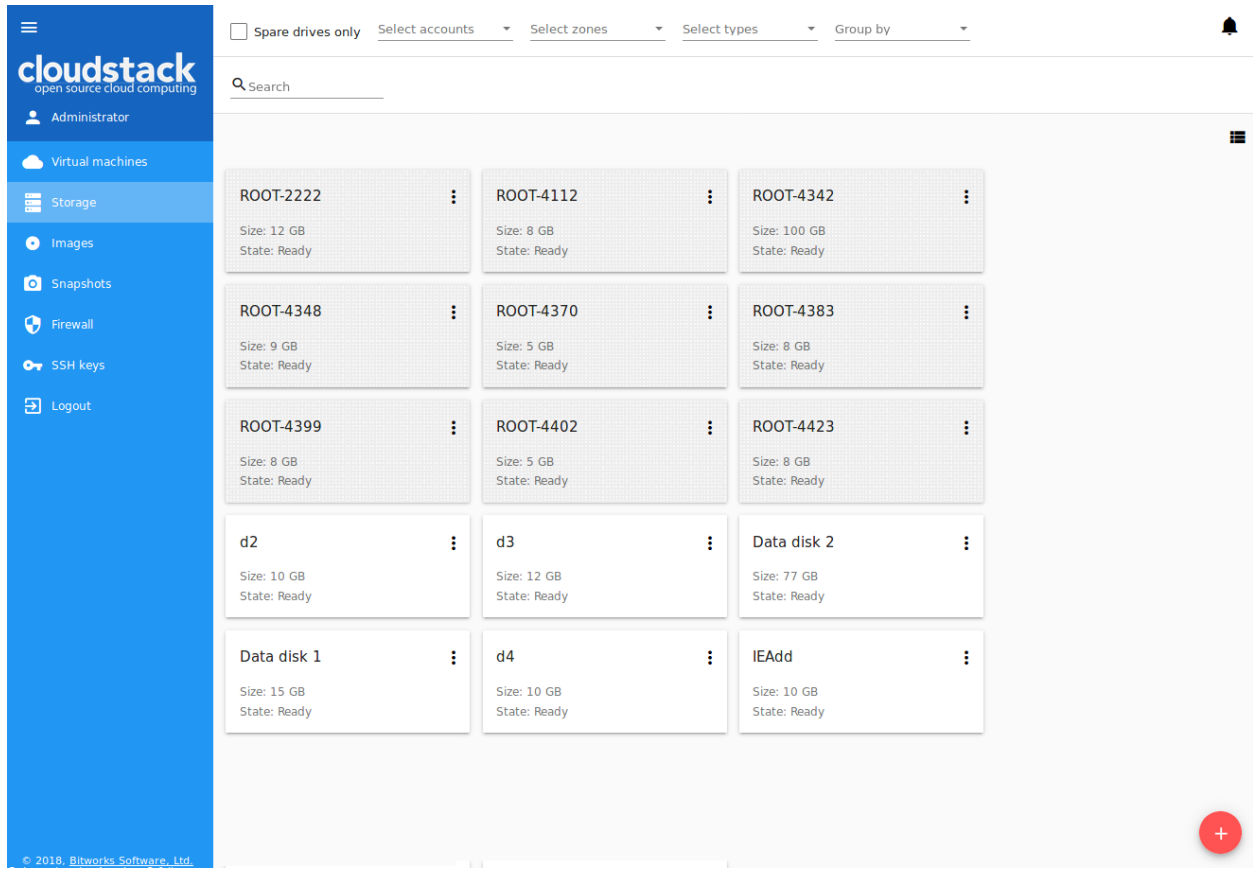 Spare drives only
Select accounts
Select zones
Select types
Group by
Search
cloudstack
open source cloud computing
Administrator
Virtual machines
Storage
Images
Snapshots
Firewall
SSH keys
Logout
ROOT-2222
Size: 12 GB
State: Ready
ROOT-4112
Size: 8 GB
State: Ready
ROOT-4342
Size: 100 GB
State: Ready
ROOT-4348
Size: 9 GB
State: Ready
ROOT-4370
Size: 5 GB
State: Ready
ROOT-4383
Size: 8 GB
State: Ready
ROOT-4399
Size: 8 GB
State: Ready
ROOT-4402
Size: 5 GB
State: Ready
ROOT-4423
Size: 8 GB
State: Ready
d2
Size: 10 GB
State: Ready
d3
Size: 12 GB
State: Ready
Data disk 2
Size: 77 GB
State: Ready
Data disk 1
Size: 15 GB
State: Ready
d4
Size: 10 GB
State: Ready
IEAdd
Size: 10 GB
State: Ready
© 2018, Bitworks Software, Ltd.